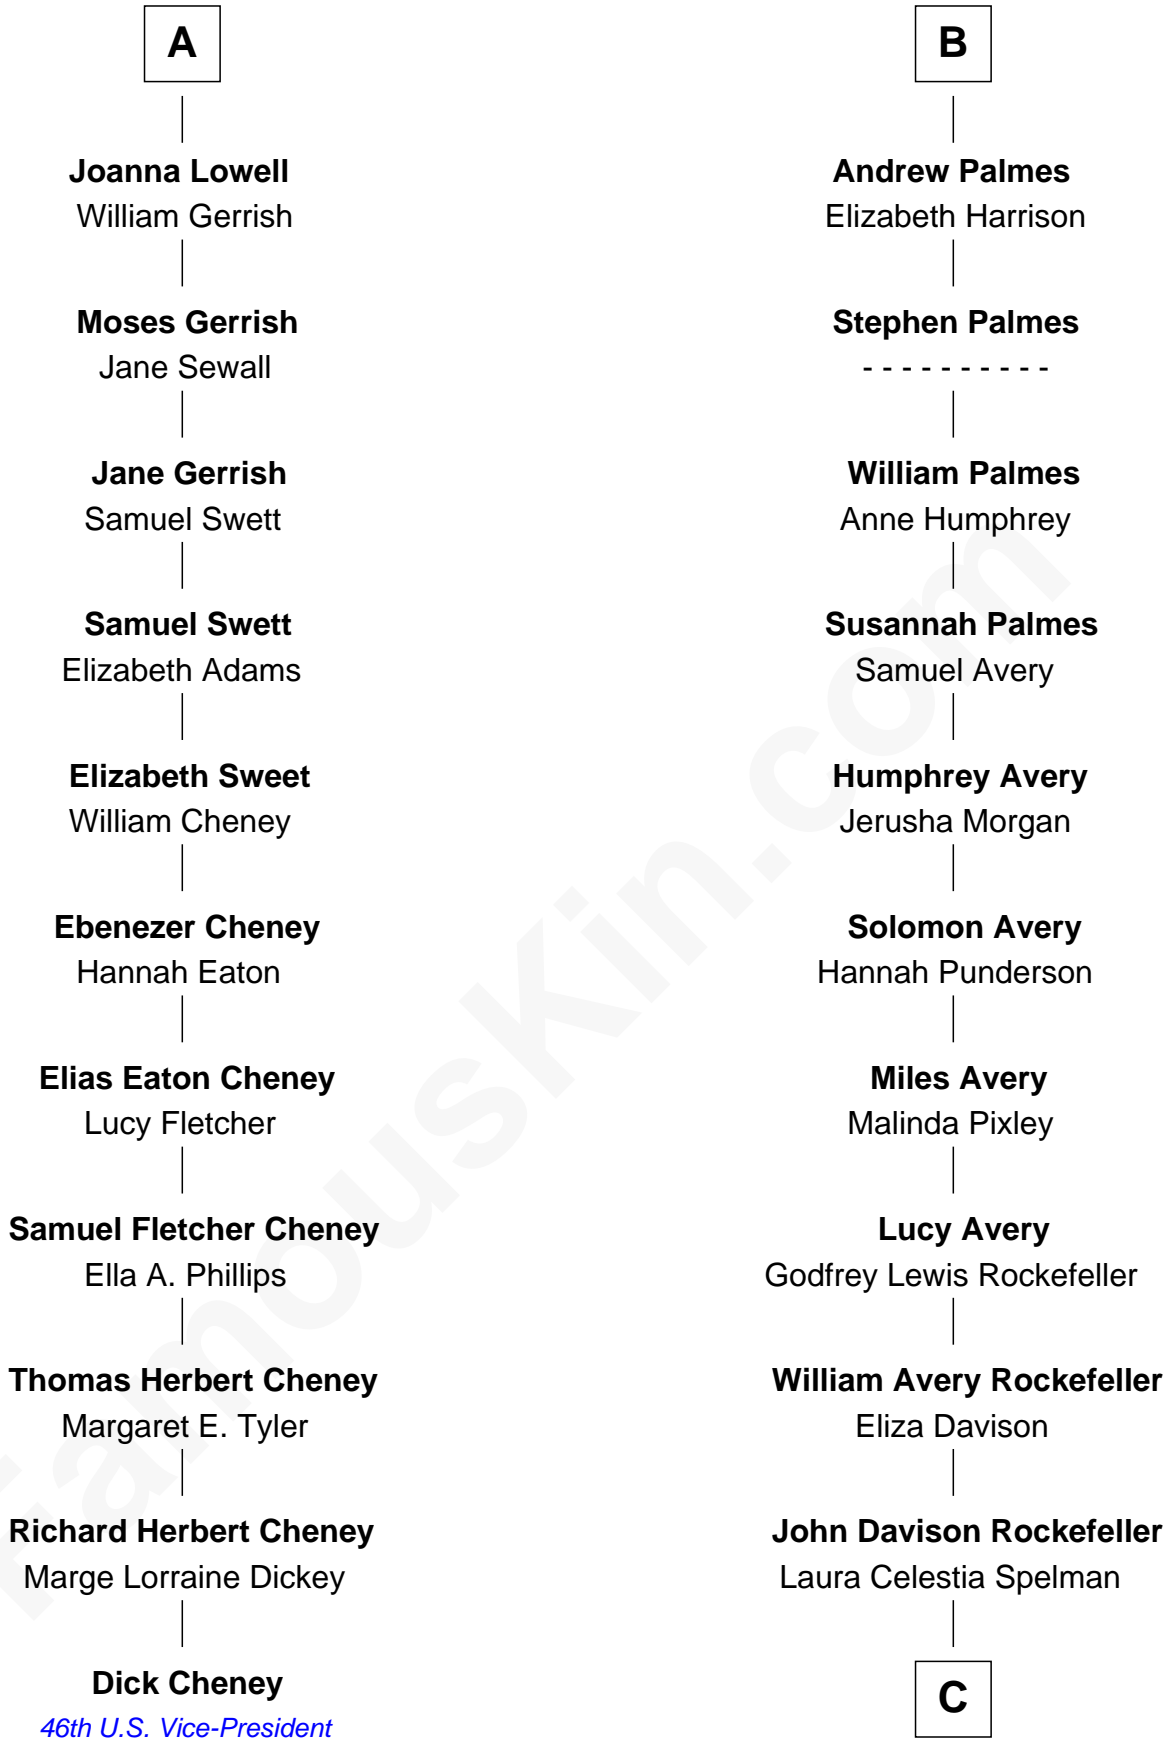 A
Joanna Lowell
William Gerrish
Moses Gerrish
Jane Sewall
Jane Gerrish
Samuel Swett
Samuel Swett
Elizabeth Adams
Elizabeth Sweet
William Cheney
Ebenezer Cheney
Hannah Eaton
Elias Eaton Cheney
Lucy Fletcher
Samuel Fletcher Cheney
Ella A. Phillips
Thomas Herbert Cheney
Margaret E. Tyler
Richard Herbert Cheney
Marge Lorraine Dickey
Dick Cheney
46th U.S. Vice-President
B
Andrew Palmes
Elizabeth Harrison
Stephen Palmes
- - - - - - - - - -
William Palmes
Anne Humphrey
Susannah Palmes
Samuel Avery
Humphrey Avery
Jerusha Morgan
Solomon Avery
Hannah Punderson
Miles Avery
Malinda Pixley
Lucy Avery
Godfrey Lewis Rockefeller
William Avery Rockefeller
Eliza Davison
John Davison Rockefeller
Laura Celestia Spelman
C
FamousKin.com